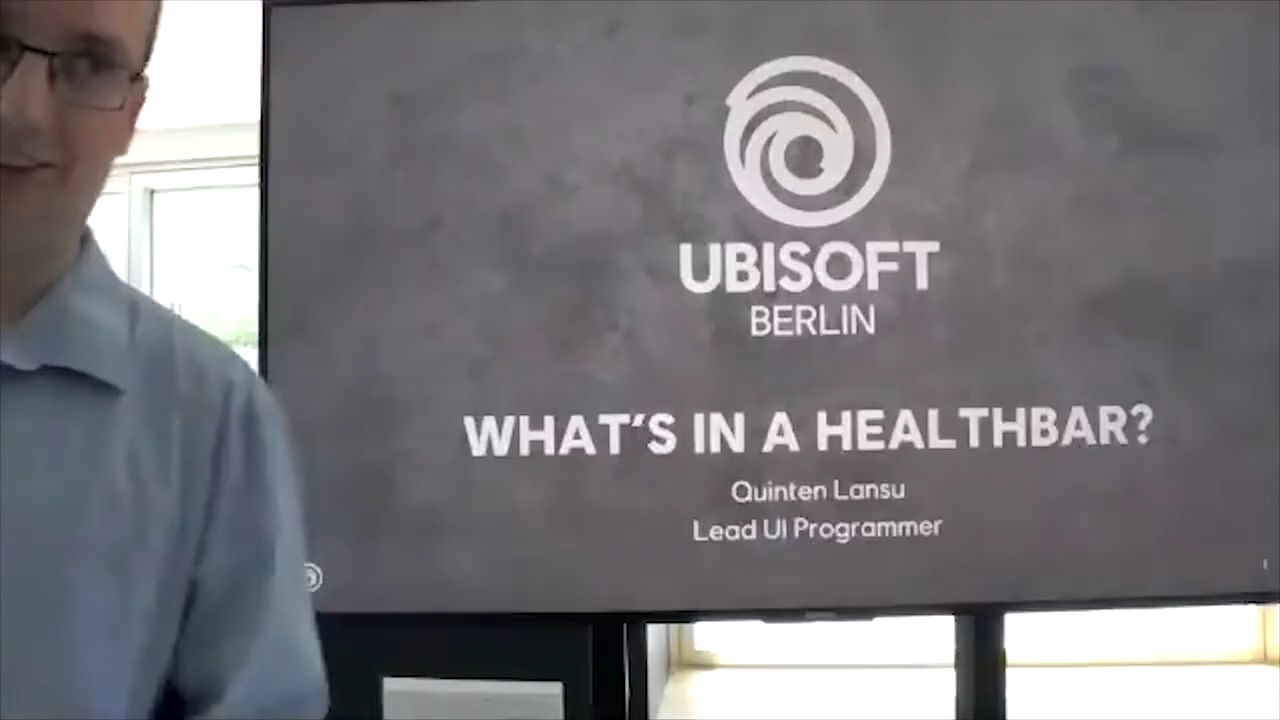 UBISOFT
BERLIN
WHAT'S IN A HEALTHBAR?
Quinten Lansu
Lead UI Programmer